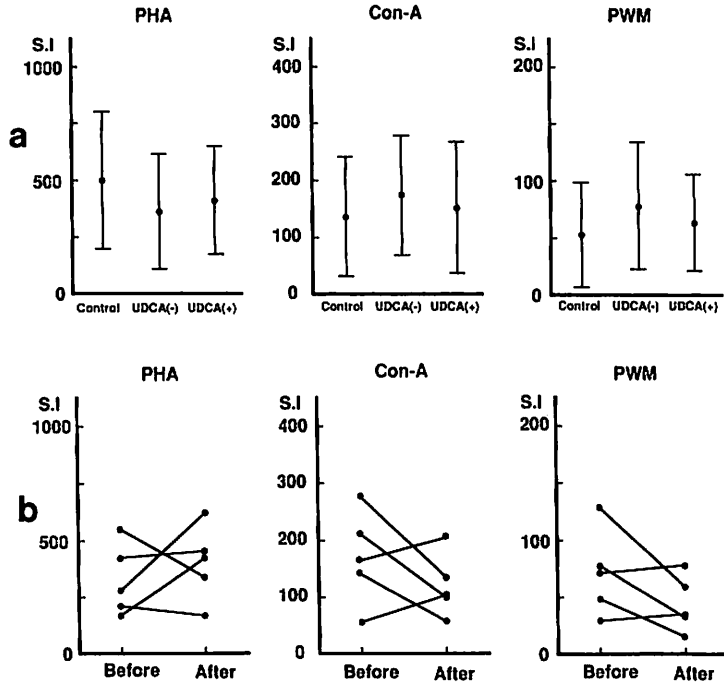 PHA Con-A PWM
S.I S.I S.I
1000 400 200
300
a
500 200 100
100
0 0 0
Control UDCA(-) UDCA(+) Control UDCA(-) UDCA(+) Control UDCA(-) UDCA(+)
PHA Con-A PWM
S.I S.I S.I
1000 400 200
300
b
500 200 100
100
0 0 0
Before After Before After Before After